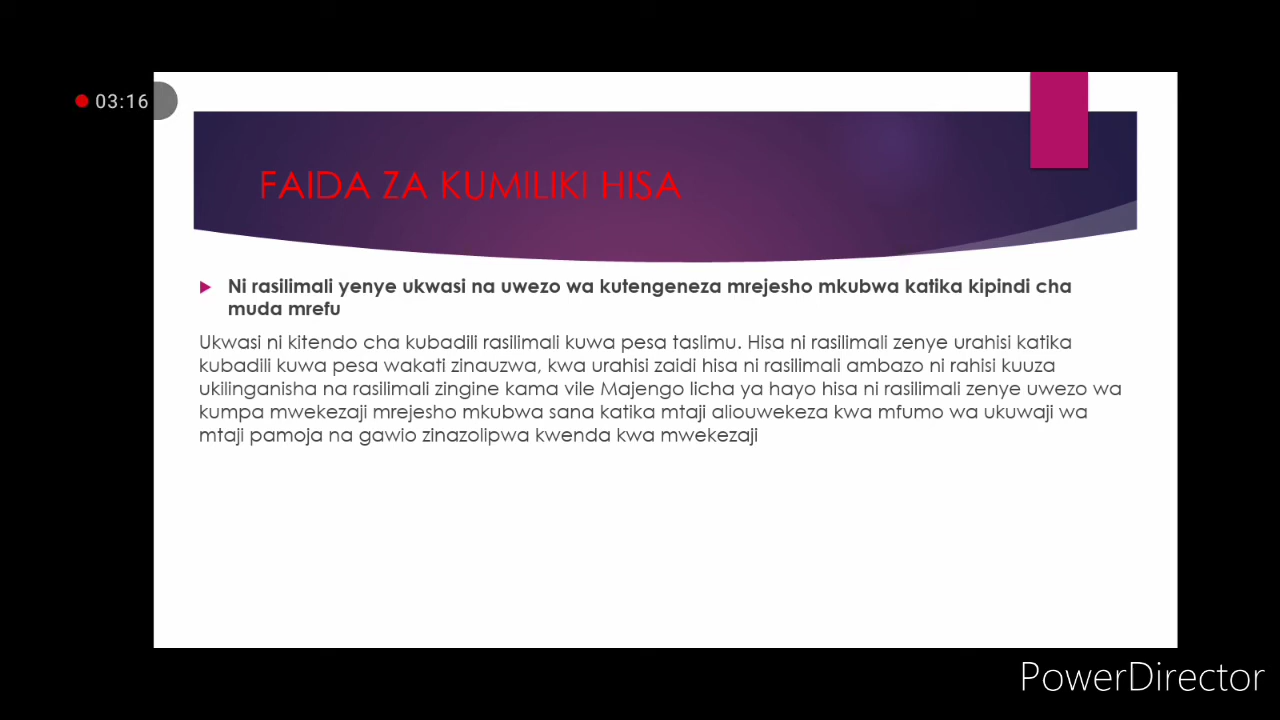 03:16
FAIDA ZA KUMILIKI HISA
Ni rasilimali yenye ukwasi na uwezo wa kutengeneza mrejesho mkubwa katika kipindi cha
muda mrefu
Ukwasi ni kitendo cha kubadili rasilimali kuwa pesa taslimu. Hisa ni rasilimali zenye urahisi katika
kubadili kuwa pesa wakati zinauzwa, kwa urahisi zaidi hisa ni rasilimali ambazo ni rahisi kuuza
ukilinganisha na rasilimali zingine kama vile Majengo licha ya hayo hisa ni rasilimali zenye uwezo wa
kumpa mwekezaji mrejesho mkubwa sana katika mtaji aliouwekeza kwa mfumo wa ukuwaji wa
mtaji pamoja na gawio zinazolipwa kwenda kwa mwekezaji
PowerDirector